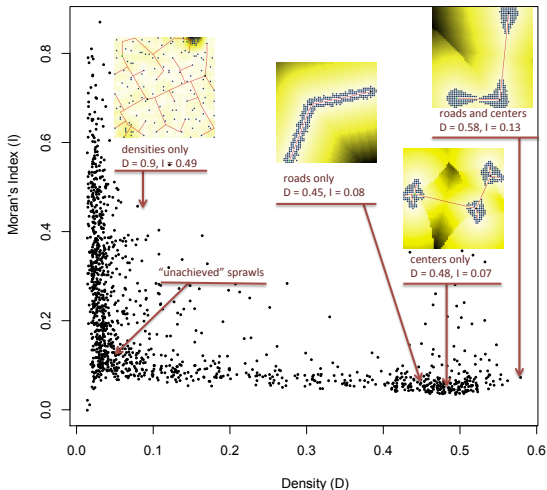 densities only
D = 0.9, I = 0.49
roads only
D = 0.45, I = 0.08
roads and centers
D = 0.58, I = 0.13
centers only
D = 0.48, I = 0.07
"unachieved" sprawls
Moran's Index (I)
0.8
0.6
0.4
0.2
0.0
0.0 0.1 0.2 0.3 0.4 0.5 0.6
Density (D)